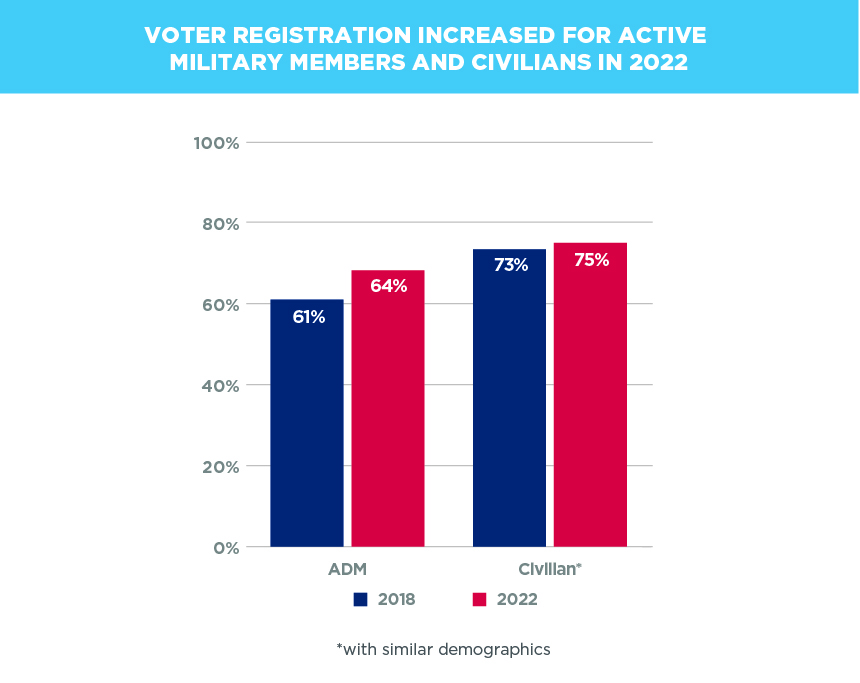 VOTER REGISTRATION INCREASED FOR ACTIVE
MILITARY MEMBERS AND CIVILIANS IN 2022
100%
80%
60%
40%
20%
0%
61%
64%
73%
75%
ADM
Civilian*
2018
2022
*with similar demographics